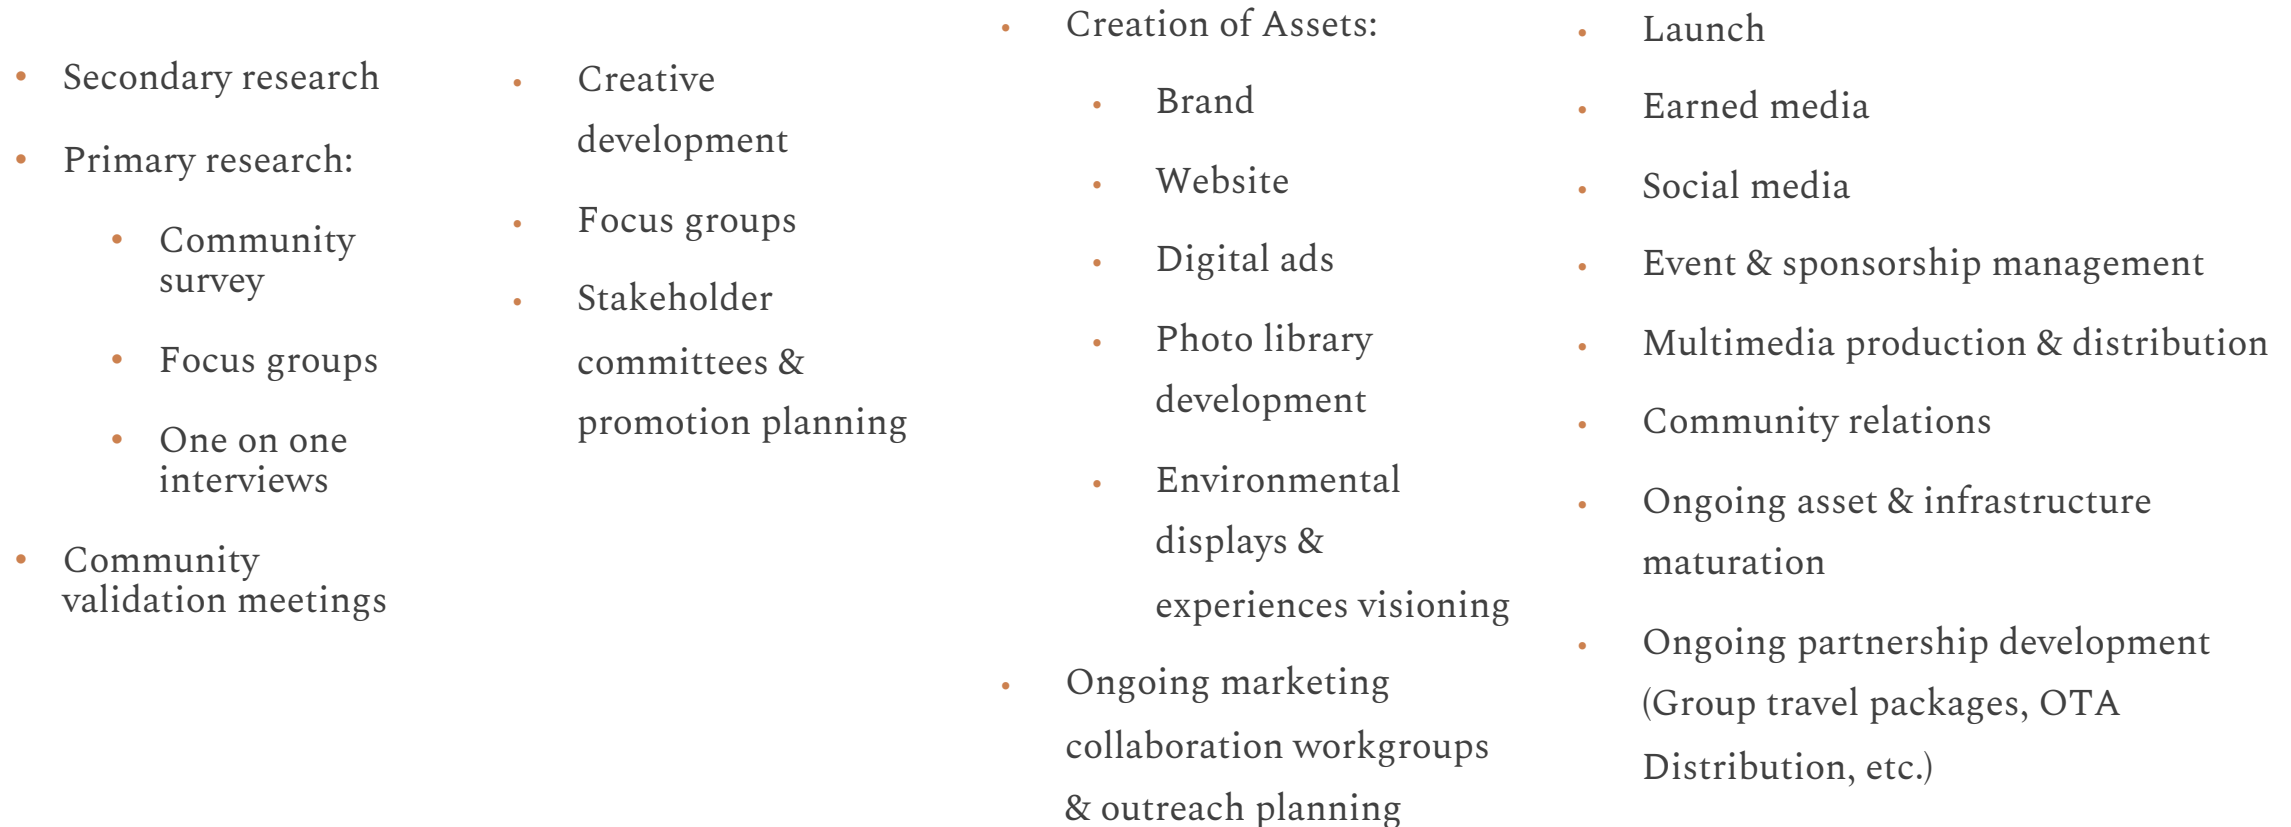 • Secondary research
• Primary research:
• Community
survey
• Focus groups
• One on one
interviews
• Community
validation meetings
• Creative
development
• Focus groups
• Stakeholder
committees &
promotion planning
• Creation of Assets:
• Brand
• Website
• Digital ads
• Photo library
development
• Environmental
displays &
experiences visioning
• Ongoing marketing
collaboration workgroups
& outreach planning
• Launch
• Earned media
• Social media
• Event & sponsorship management
• Multimedia production & distribution
• Community relations
• Ongoing asset & infrastructure
maturation
• Ongoing partnership development
(Group travel packages, OTA
Distribution, etc.)